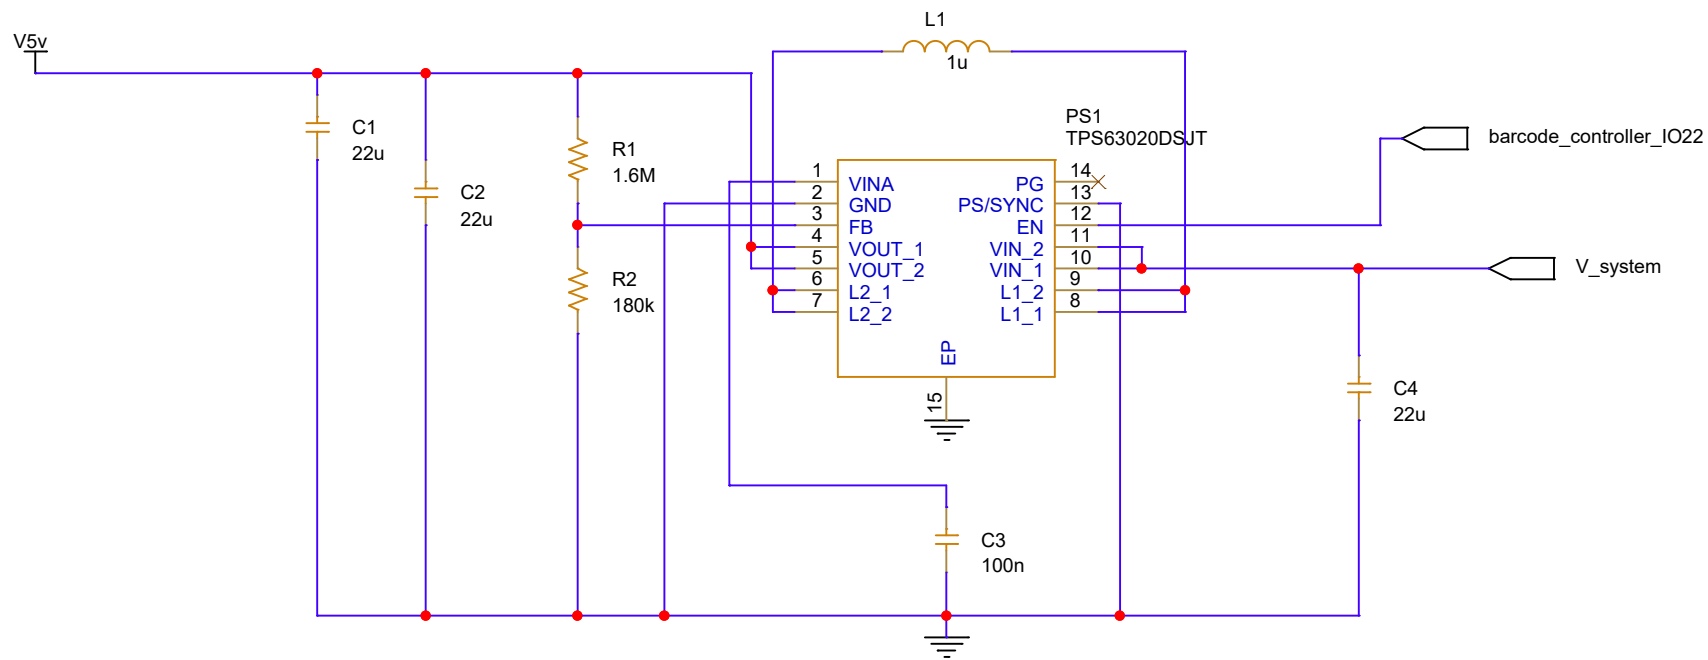 L1
1u
V5v
PS1
TPS63020DSJT
barcode_controller_IO22
C1
22u
R1
1.6M
C2
22u
R2
180k
1
2
3
4
5
6
7
VINA
GND
FB
VOUT_1
VOUT_2
L2_1
L2_2
PG
PS/SYNC
EN
VIN_2
VIN_1
L1_2
L1_1
14
13
12
11
10
9
8
V_system
EP
15
C4
22u
C3
100n